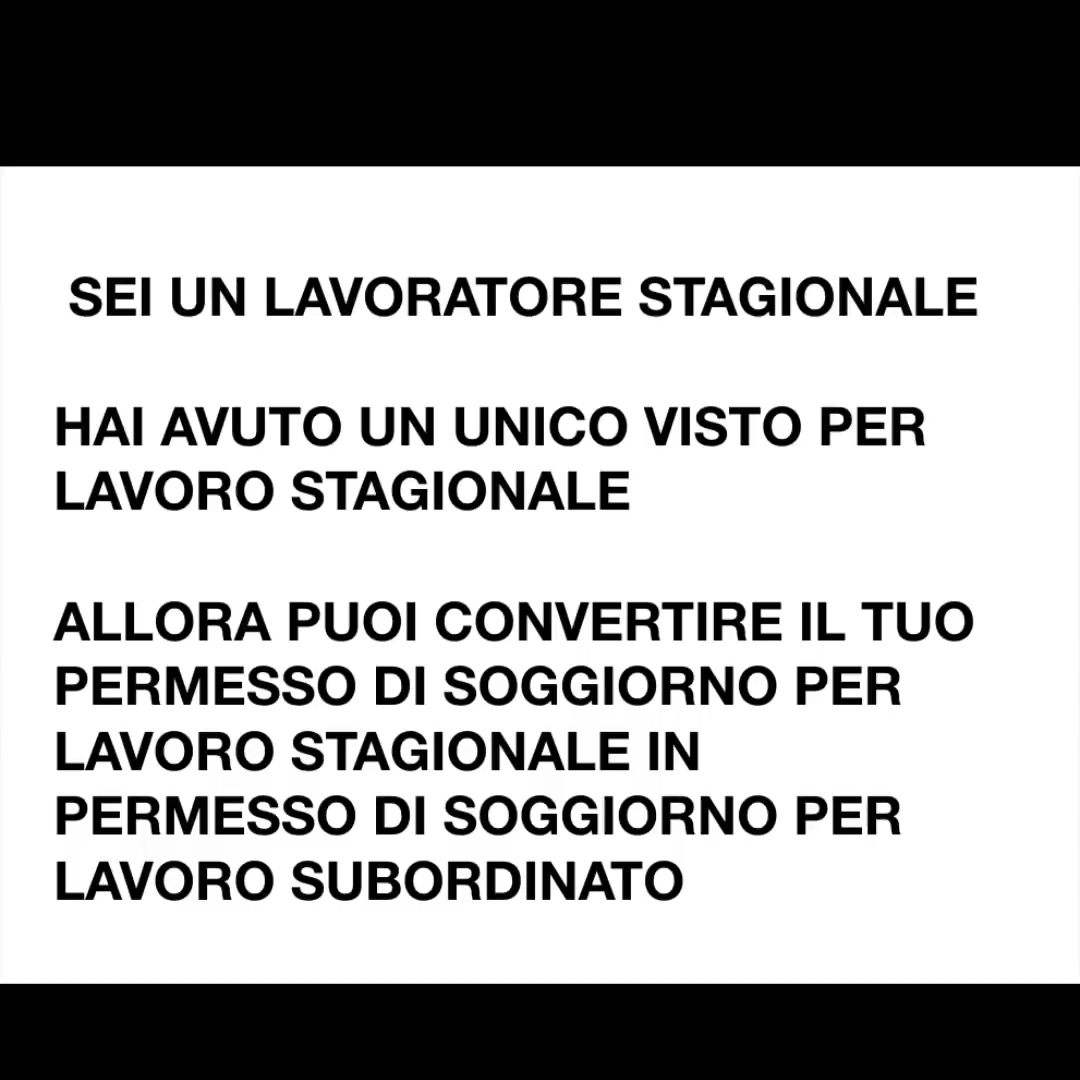 SEI UN LAVORATORE STAGIONALE
HAI AVUTO UN UNICO VISTO PER
LAVORO STAGIONALE
ALLORA PUOI CONVERTIRE IL TUO
PERMESSO DI SOGGIORNO PER
LAVORO STAGIONALE IN
PERMESSO DI SOGGIORNO PER
LAVORO SUBORDINATO